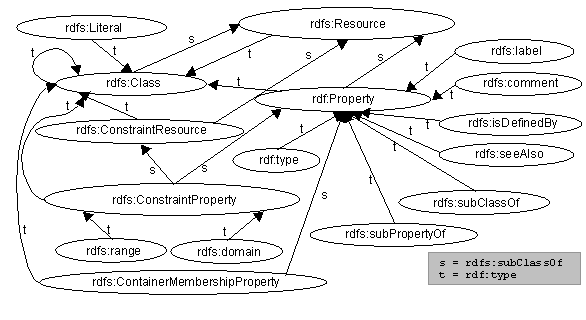 rdfs:Literal
rdfs:Resource
t
t
s
t
s
s
rdfs:label
rdfs:Class
t
t
rdfs:comment
t
rdf:Property
t
t
rdfs:ConstraintResource
t
rdfs:isDefinedBy
t
t
rdf:type
rdfs:seeAlso
s
s
t
rdfs:ConstraintProperty
s
t
t
rdfs:subClassOf
t
t
t
rdfs:subPropertyOf
rdfs:range
rdfs:domain
rdfs:ContainerMembershipProperty
s = rdfs:subClassOf
t = rdf:type